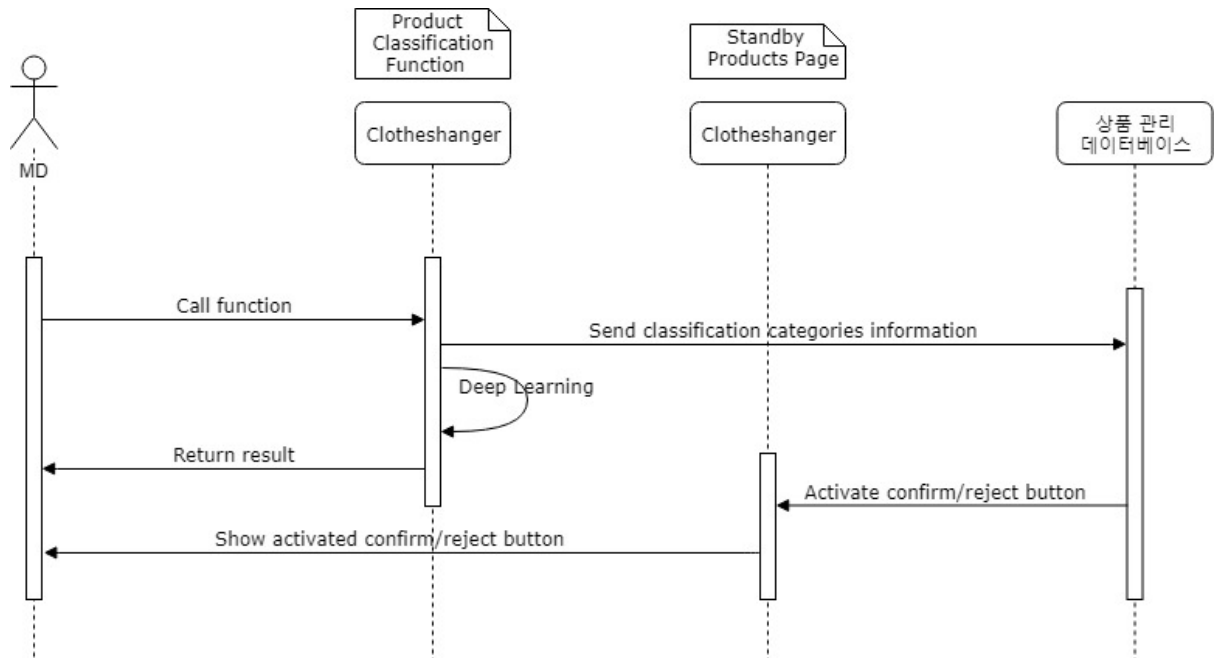 Product
Classification
Function
Standby
Products Page
MD
Clotheshanger
Clotheshanger
상품 관리
데이터베이스
Call function
Send classification categories information
Deep Learning
Return result
Activate confirm/reject button
Show activated confirm/reject button